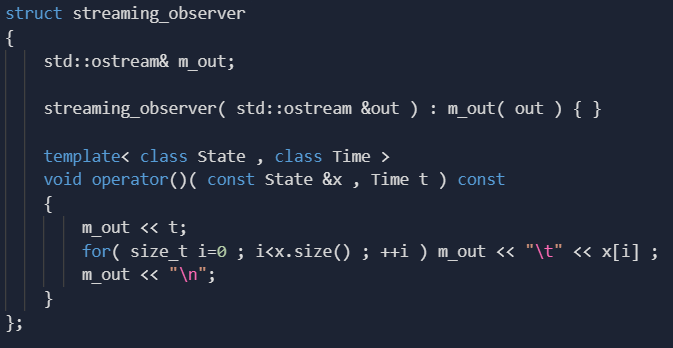 struct streaming_observer
{
    std::ostream& m_out;

    streaming_observer( std::ostream &out ) : m_out( out ) { }

    template< class State , class Time >
    void operator()( const State &x , Time t ) const
    {
        m_out << t;
        for( size_t i=0 ; i<x.size() ; ++i ) m_out << "\t" << x[i] ;
        m_out << "\n";
    }
};